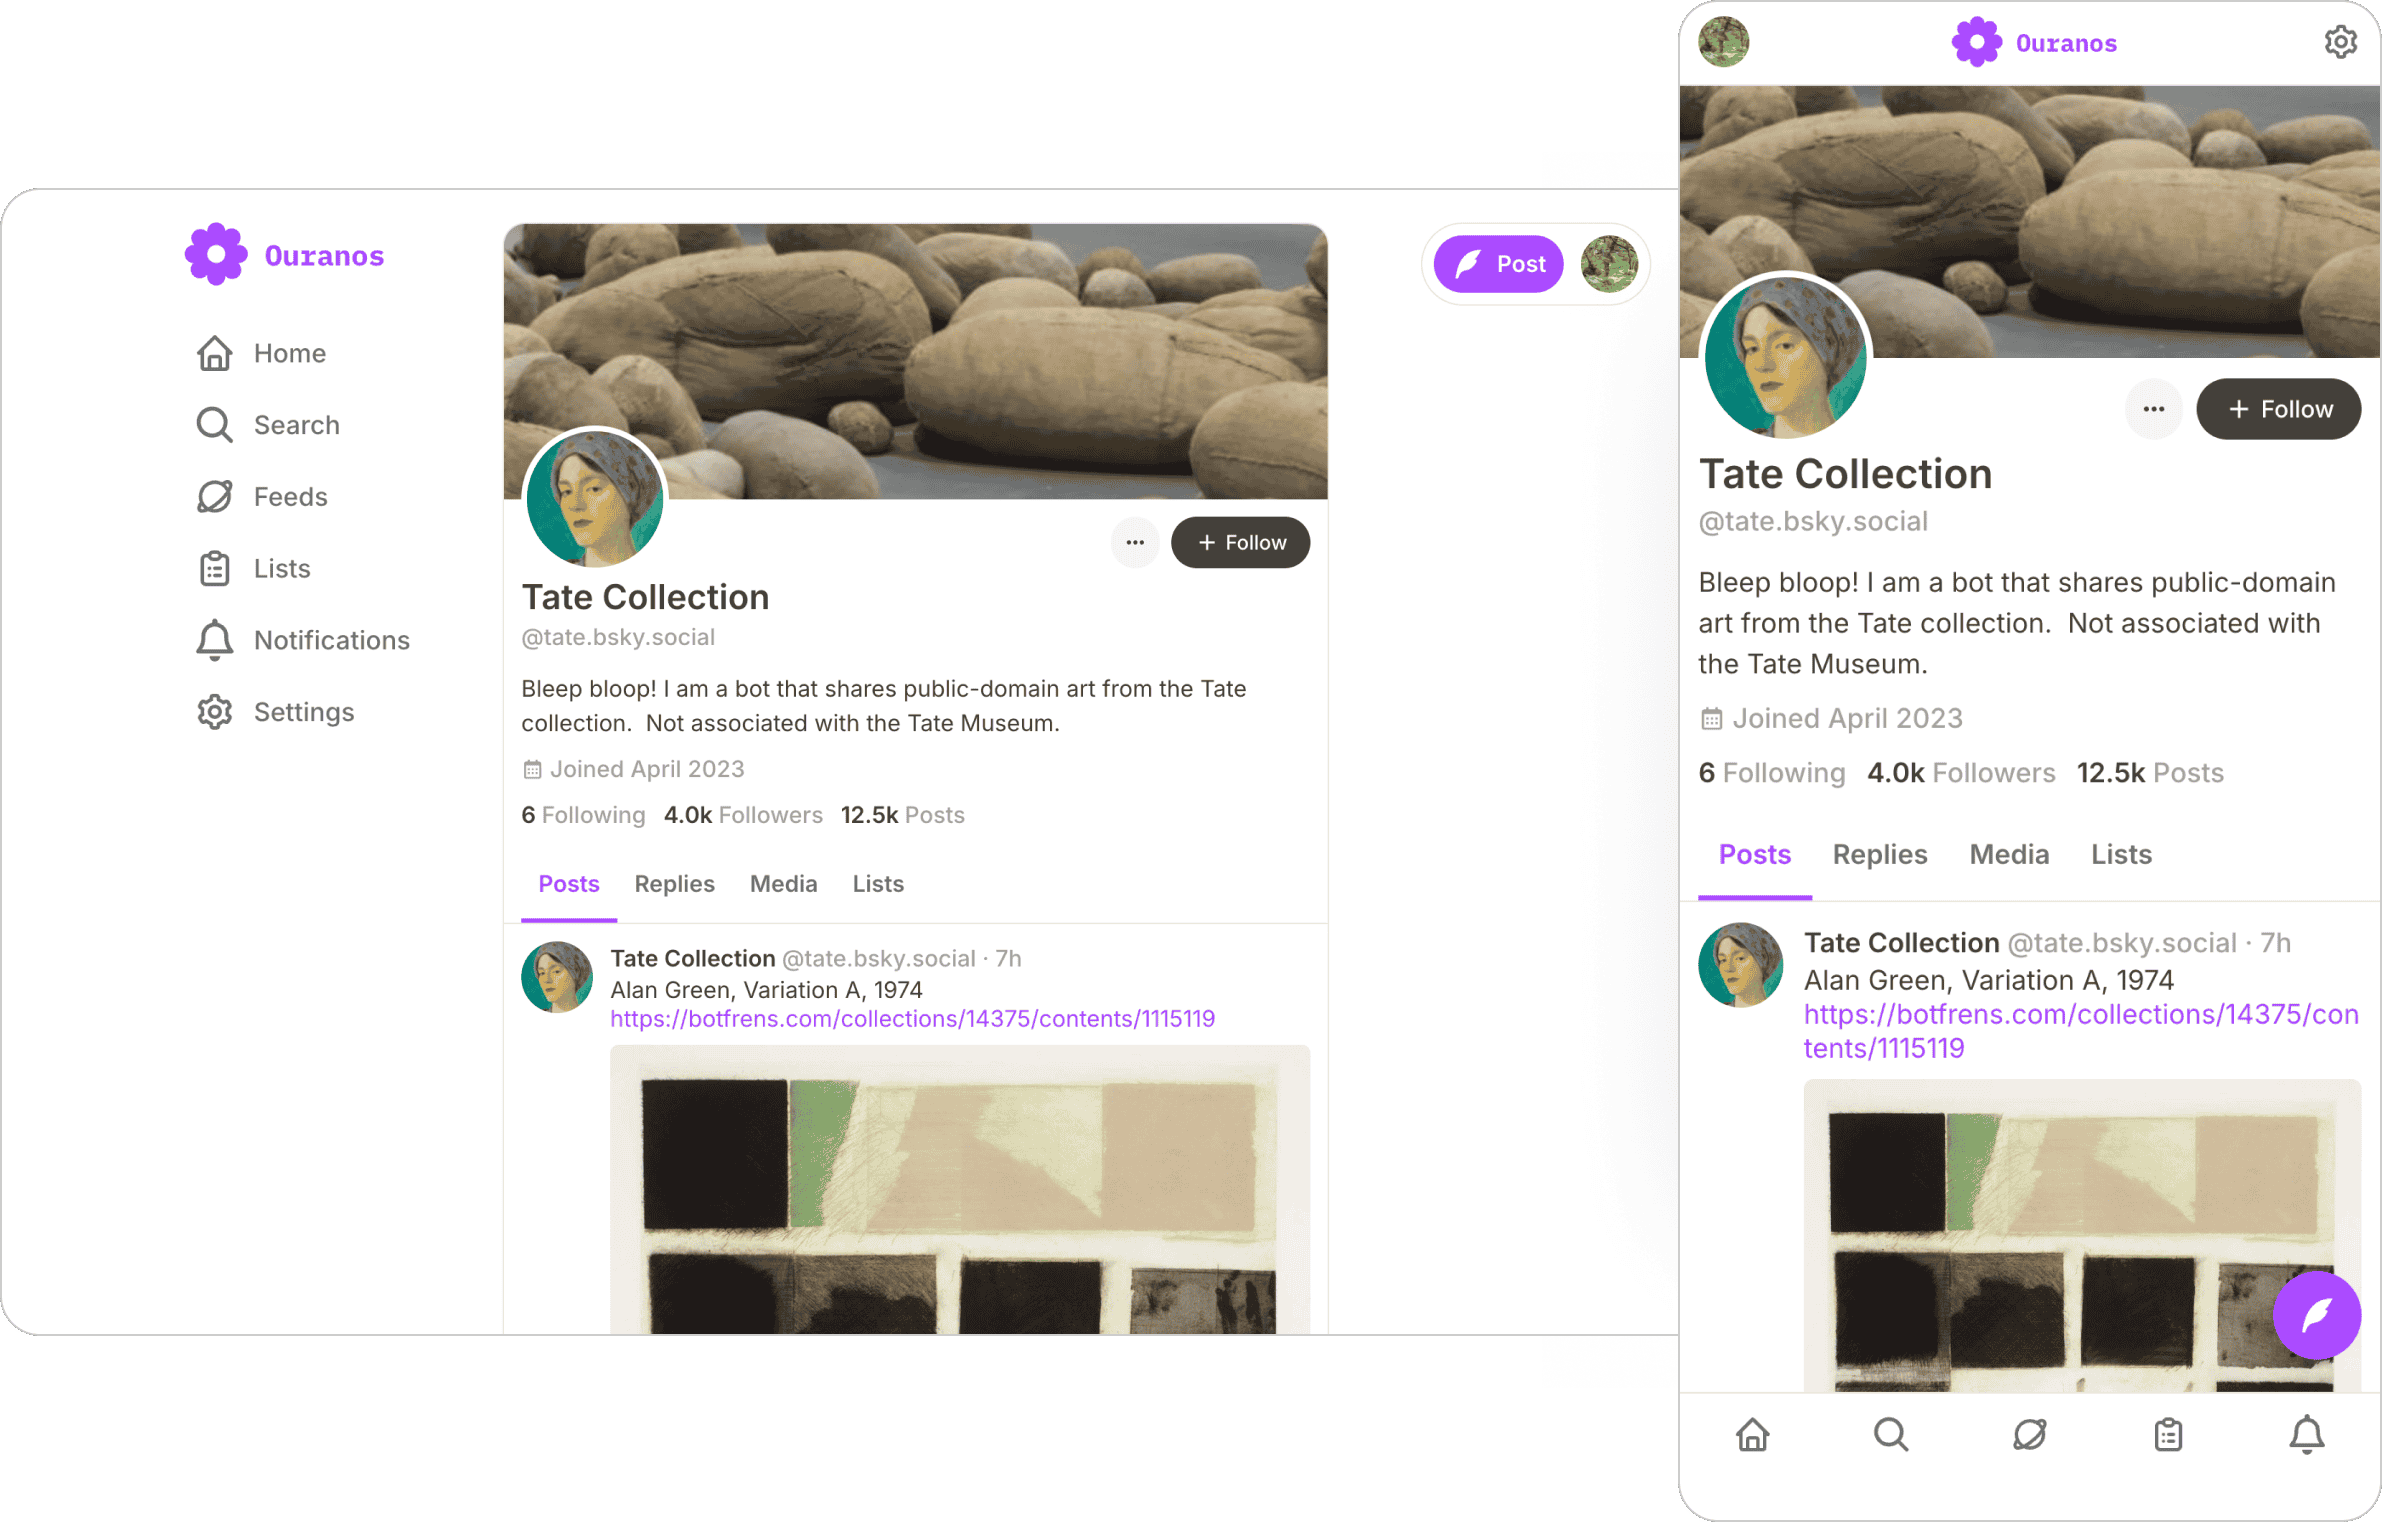 Ouranos
Home
Search
Feeds
Lists
Notifications
Settings
Post
Follow
Tate Collection
@tate.bsky.social
Bleep bloop! I am a bot that shares public-domain art from the Tate
collection.  Not associated with the Tate Museum.
Joined April 2023
6 Following 4.0k Followers 12.5k Posts
Posts Replies Media Lists
Tate Collection @tate.bsky.social · 7h
Alan Green, Variation A, 1974
https://botfrens.com/collections/14375/contents/1115119
Ouranos
Follow
Tate Collection
@tate.bsky.social
Bleep bloop! I am a bot that shares public-domain
art from the Tate collection.  Not associated with
the Tate Museum.
Joined April 2023
6 Following 4.0k Followers 12.5k Posts
Posts Replies Media Lists
Tate Collection @tate.bsky.social · 7h
Alan Green, Variation A, 1974
https://botfrens.com/collections/14375/con
tents/1115119